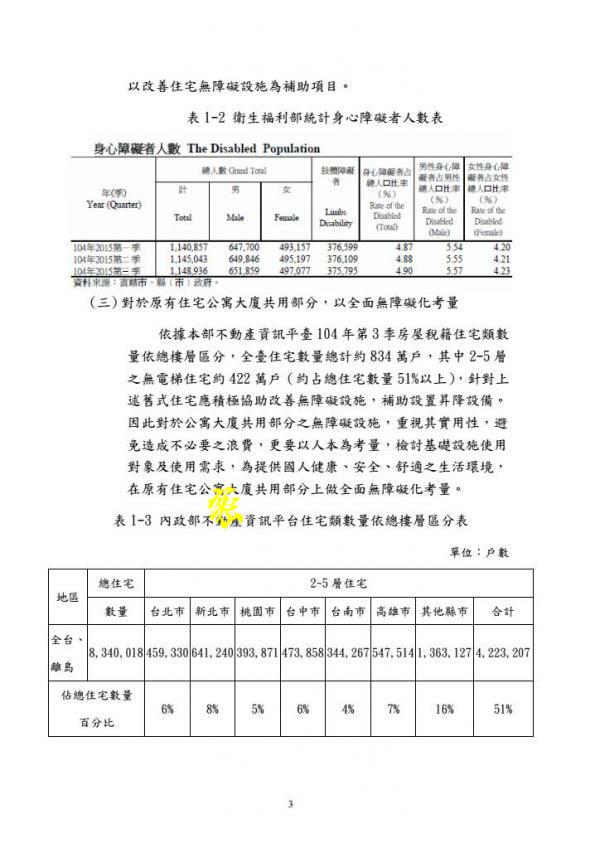 以改善住宅無障礙設施為補助項目。
表 1-2 衛生福利部統計身心障礙者人數表
身心障礙者人數 The Disabled Population
年(季) Year (Quarter) 總人數 Grand Total 肢體障礙者 Limbs Disability 身心障礙者占總人口比率（%） Rate of the Disabled (Total) 男性身心障礙者占男性總人口比率（%） Rate of the Disabled (Male) 女性身心障礙者占女性總人口比率（%） Rate of the Disabled (Female)
計 Total 男 Male 女 Female
104年2015第一季 1,140,857 647,700 493,157 376,599 4.87 5.54 4.20
104年2015第二季 1,145,043 649,846 495,197 376,109 4.88 5.55 4.21
104年2015第三季 1,148,936 651,859 497,077 375,795 4.90 5.57 4.23
資料來源：直轄市、縣（市）政府。
(三)對於原有住宅公寓大廈共用部分，以全面無障礙化考量
依據本部不動產資訊平臺 104 年第 3 季房屋稅籍住宅類數
量依總樓層區分，全臺住宅數量總計約 834 萬戶，其中 2-5 層
之無電梯住宅約 422 萬戶（約占總住宅數量 51%以上)，針對上
述舊式住宅應積極協助改善無障礙設施，補助設置昇降設備。
因此對於公寓大廈共用部分之無障礙設施，重視其實用性，避
免造成不必要之浪費，更要以人本為考量，檢討基礎設施使用
對象及使用需求，為提供國人健康、安全、舒適之生活環境，
在原有住宅公寓大廈共用部分上做全面無障礙化考量。
表 1-3 內政部不動產資訊平台住宅類數量依總樓層區分表
單位：戶數
地區 總住宅數量 2~5 層住宅
台北市 新北市 桃園市 台中市 台南市 高雄市 其他縣市 合計
全台、離島 8,340,018 459,330 641,240 393,871 473,858 344,267 547,514 1,363,127 4,223,207
佔總住宅數量百分比 6% 8% 5% 6% 4% 7% 16% 51%
3